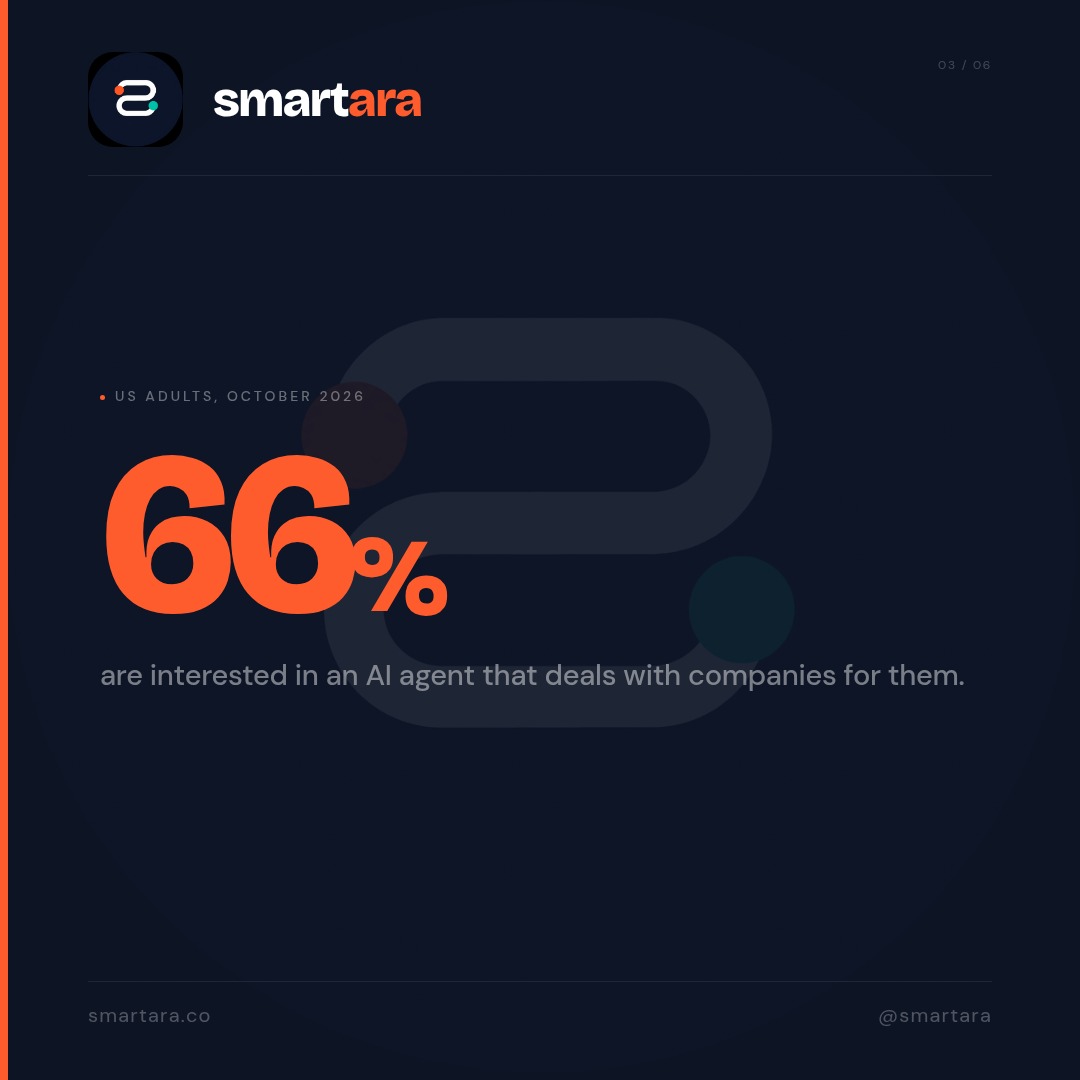 smartara
03 / 06
US ADULTS, OCTOBER 2026
66%
are interested in an AI agent that deals with companies for them.
smartara.co
@smartara